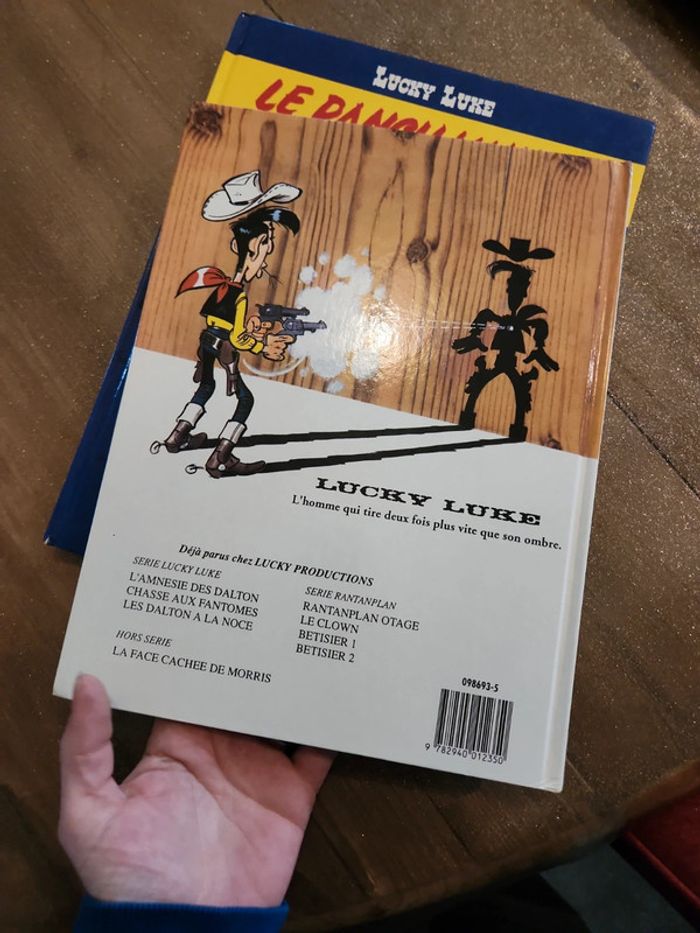 LUCKY LUKE
LE
LUCKY LUKE
L'homme qui tire deux fois plus vite que son ombre.
Déjà parus chez LUCKY PRODUCTIONS
SERIE LUCKY LUKE
L'AMNESIE DES DALTON
CHASSE AUX FANTOMES
LES DALTON A LA NOCE
HORS SERIE
LA FACE CACHEE DE MORRIS
SERIE RANTANPLAN
RANTANPLAN OTAGE
LE CLOWN
BETISIER 1
BETISIER 2
098693-5
9 782940 012350